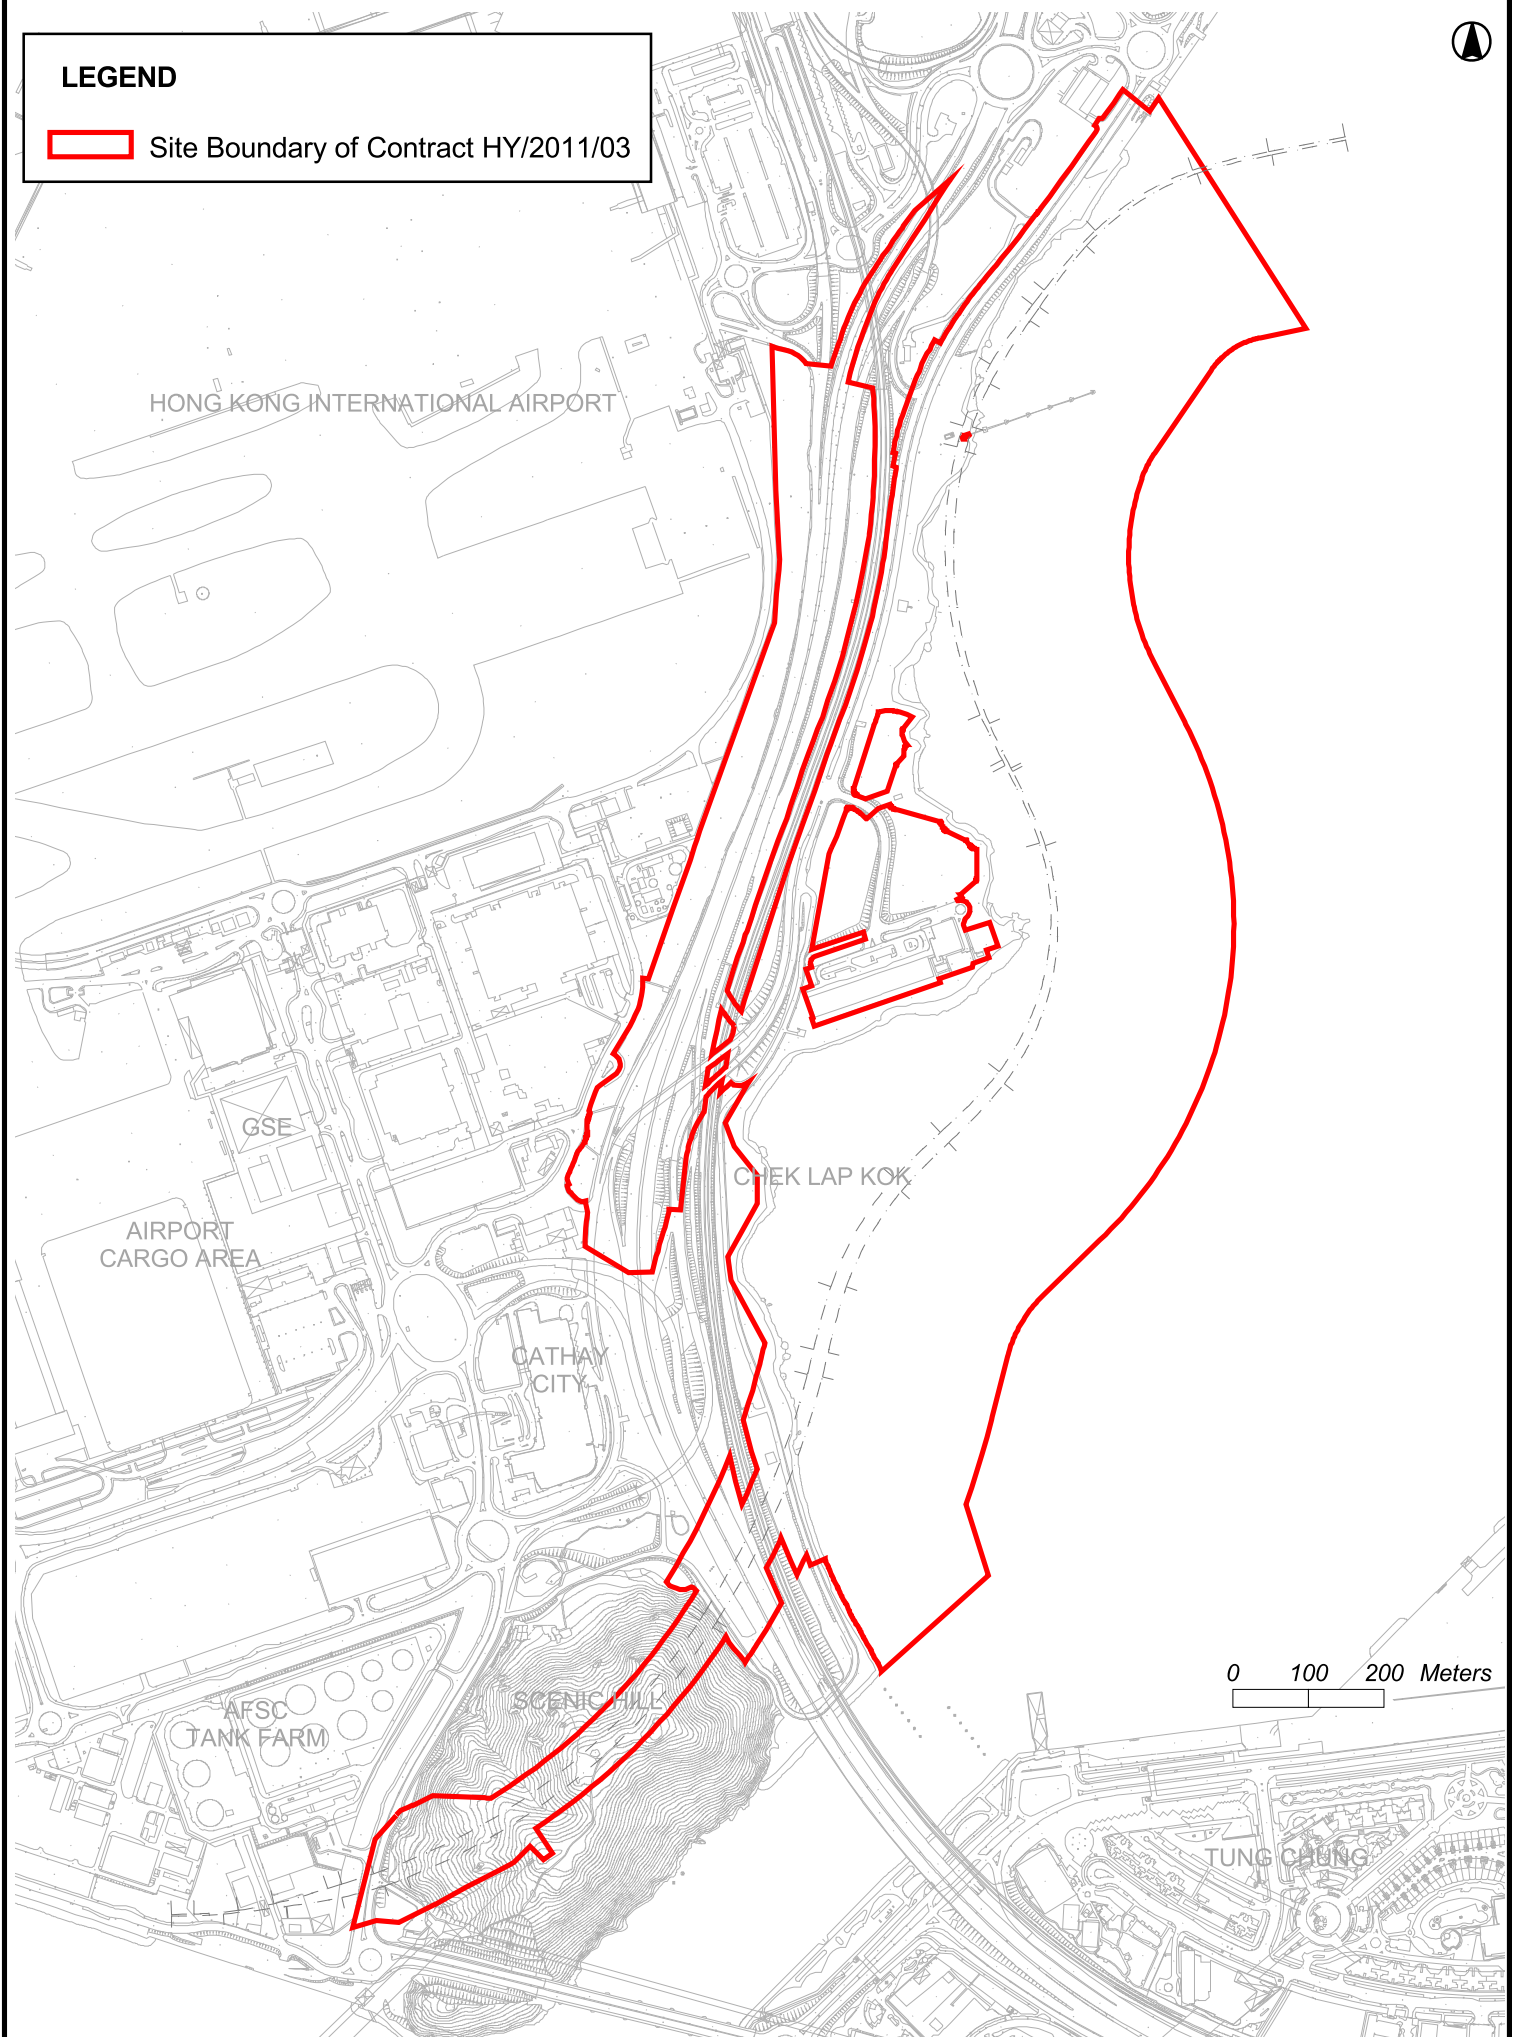 LEGEND
Site Boundary of Contract HY/2011/03
HONG KONG INTERNATIONAL AIRPORT
GSE
CHEK LAP KOK
AIRPORT
CARGO AREA
CATHAY
CITY
SCENIC HILL
AFSC
TANK FARM
0 100 200 Meters
TUNG CHUNG